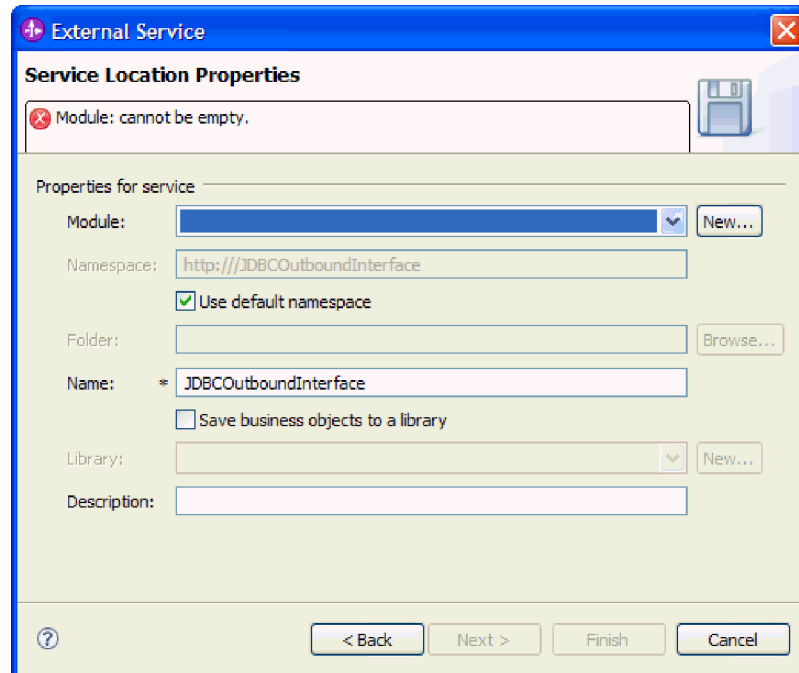 External Service
Service Location Properties
Module: cannot be empty.
Properties for service
Module: New...
Namespace: http:///JDBCOutboundInterface
Use default namespace
Folder: Browse...
Name: * JDBCOutboundInterface
Save business objects to a library
Library: New...
Description:
? < Back Next > Finish Cancel